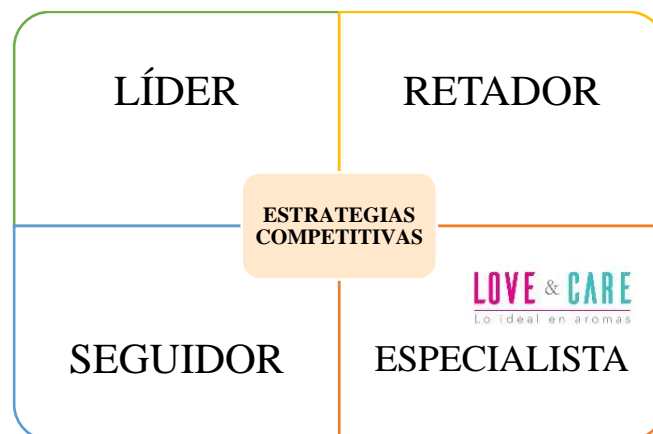 LÍDER
RETADOR
ESTRATEGIAS
COMPETITIVAS
LOVE & CARE
Lo ideal en aromas
SEGUIDOR
ESPECIALISTA